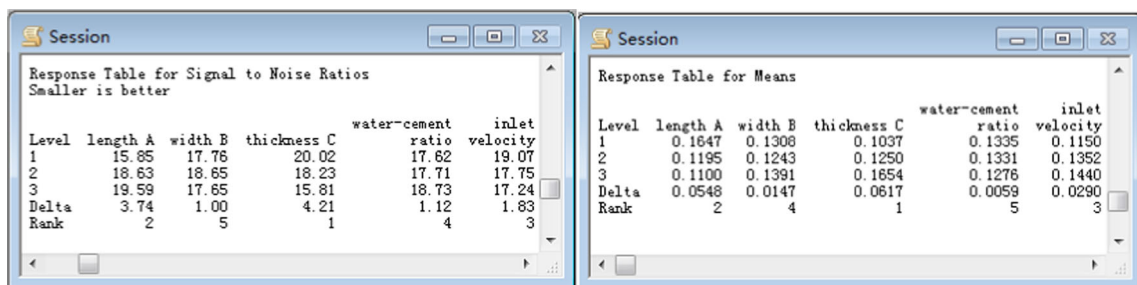 Session
Response Table for Signal to Noise Ratios
Smaller is better
water-cement inlet
Level length A width B thickness C ratio velocity
1 15.85 17.76 20.02 17.62 19.07
2 18.63 18.65 18.23 17.71 17.75
3 19.59 17.65 15.81 18.73 17.24
Delta 3.74 1.00 4.21 1.12 1.83
Rank 2 5 1 4 3
Session
Response Table for Means
water-cement inlet
Level length A width B thickness C ratio velocity
1 0.1647 0.1308 0.1037 0.1335 0.1150
2 0.1195 0.1243 0.1250 0.1331 0.1352
3 0.1100 0.1391 0.1654 0.1276 0.1440
Delta 0.0548 0.0147 0.0617 0.0059 0.0290
Rank 2 4 1 5 3